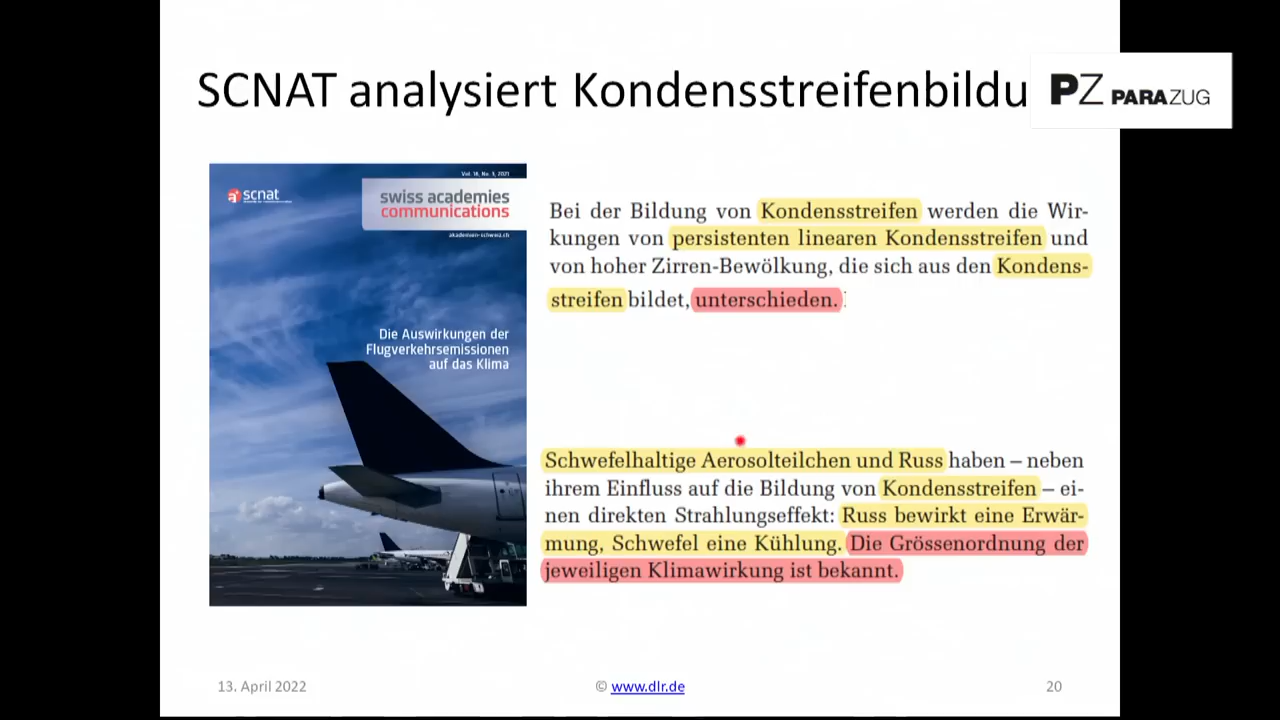 SCNAT analysiert Kondensstreifenbildu
PZ PARAZUG
Vol. 16, No. 3, 2021
scnat
swiss academies
communications
akademien-schweiz.ch
Die Auswirkungen der
Flugverkehrsemissionen
auf das Klima
Bei der Bildung von Kondensstreifen werden die Wir-
kungen von persistenten linearen Kondensstreifen und
von hoher Zirren-Bewölkung, die sich aus den Kondens-
streifen bildet, unterschieden.
Schwefelhaltige Aerosolteilchen und Russ haben – neben
ihrem Einfluss auf die Bildung von Kondensstreifen – ei-
nen direkten Strahlungseffekt: Russ bewirkt eine Erwär-
mung, Schwefel eine Kühlung. Die Grössenordnung der
jeweiligen Klimawirkung ist bekannt.
13. April 2022
© www.dlr.de
20